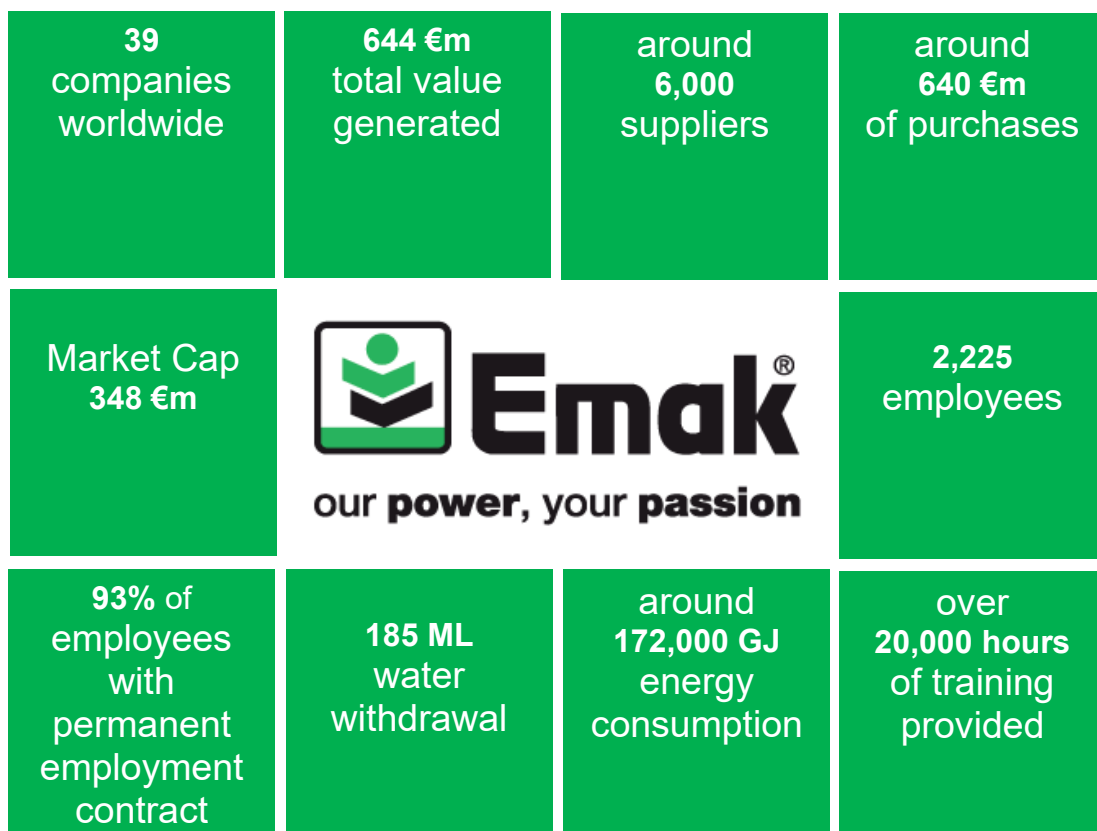 39
companies
worldwide
644 €m
total value
generated
around
6,000
suppliers
around
640 €m
of purchases
Market Cap
348 €m
Emak®
our power, your passion
2,225
employees
93% of
employees
with
permanent
employment
contract
185 ML
water
withdrawal
around
172,000 GJ
energy
consumption
over
20,000 hours
of training
provided